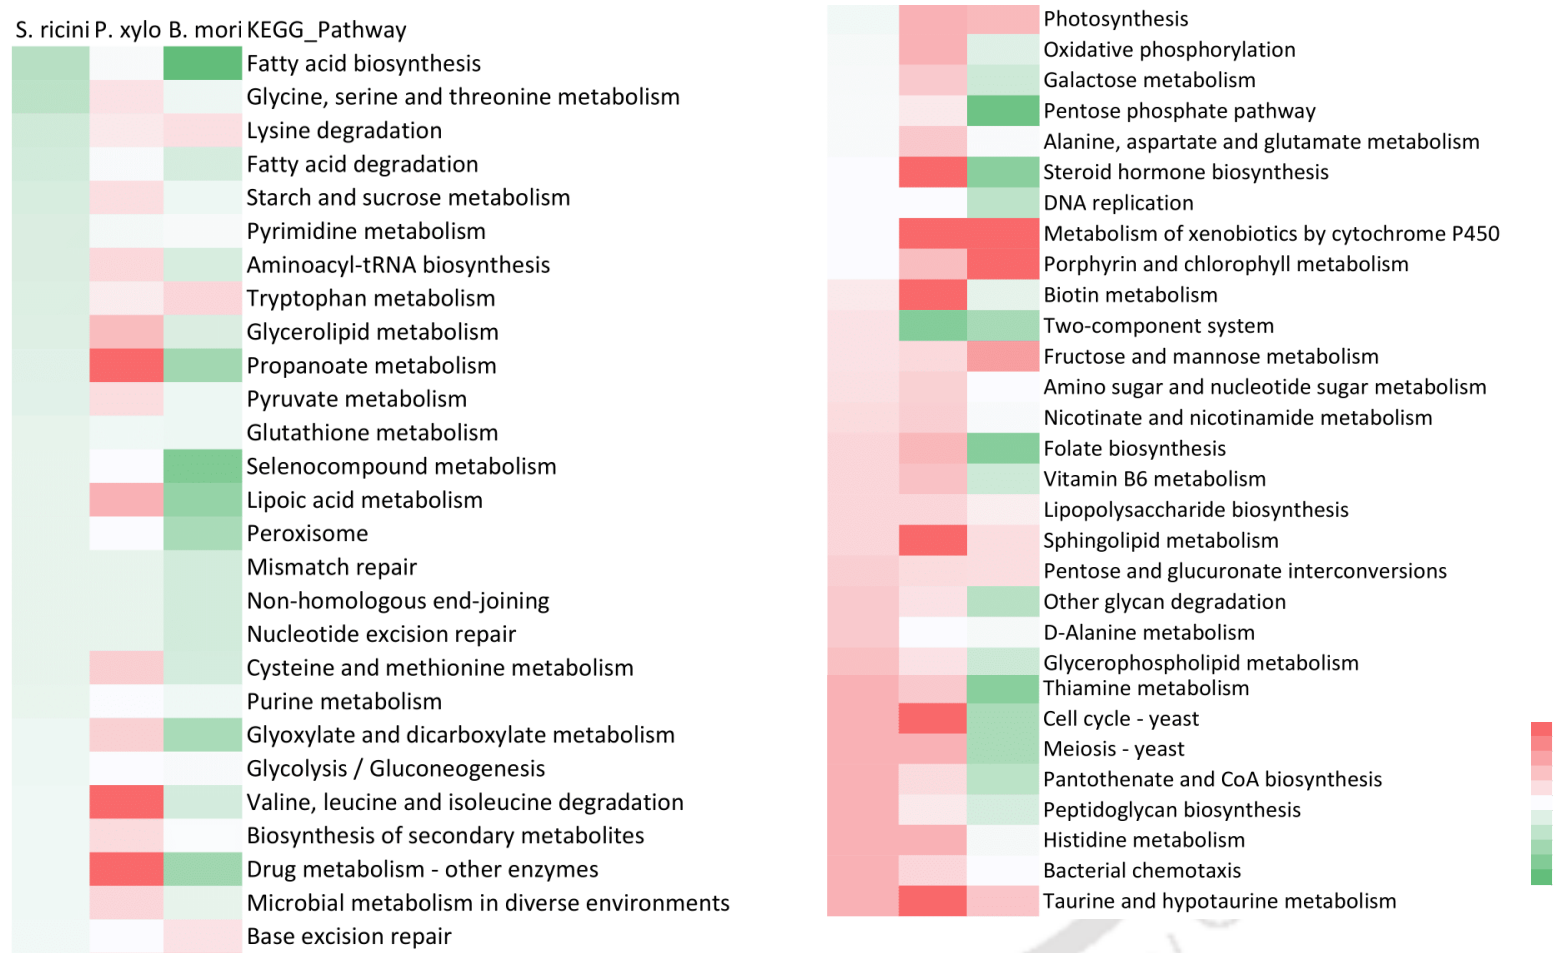 S. ricini P. xylo B. mori KEGG_Pathway
Fatty acid biosynthesis
Glycine, serine and threonine metabolism
Lysine degradation
Fatty acid degradation
Starch and sucrose metabolism
Pyrimidine metabolism
Aminoacyl-tRNA biosynthesis
Tryptophan metabolism
Glycerolipid metabolism
Propanoate metabolism
Pyruvate metabolism
Glutathione metabolism
Selenocompound metabolism
Lipoic acid metabolism
Peroxisome
Mismatch repair
Non-homologous end-joining
Nucleotide excision repair
Cysteine and methionine metabolism
Purine metabolism
Glyoxylate and dicarboxylate metabolism
Glycolysis / Gluconeogenesis
Valine, leucine and isoleucine degradation
Biosynthesis of secondary metabolites
Drug metabolism - other enzymes
Microbial metabolism in diverse environments
Base excision repair
Photosynthesis
Oxidative phosphorylation
Galactose metabolism
Pentose phosphate pathway
Alanine, aspartate and glutamate metabolism
Steroid hormone biosynthesis
DNA replication
Metabolism of xenobiotics by cytochrome P450
Porphyrin and chlorophyll metabolism
Biotin metabolism
Two-component system
Fructose and mannose metabolism
Amino sugar and nucleotide sugar metabolism
Nicotinate and nicotinamide metabolism
Folate biosynthesis
Vitamin B6 metabolism
Lipopolysaccharide biosynthesis
Sphingolipid metabolism
Pentose and glucuronate interconversions
Other glycan degradation
D-Alanine metabolism
Glycerophospholipid metabolism
Thiamine metabolism
Cell cycle - yeast
Meiosis - yeast
Pantothenate and CoA biosynthesis
Peptidoglycan biosynthesis
Histidine metabolism
Bacterial chemotaxis
Taurine and hypotaurine metabolism